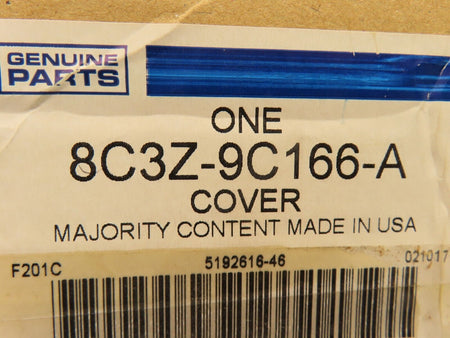 GENUINE
PARTS
ONE
8C3Z-9C166-A
COVER
MAJORITY CONTENT MADE IN USA
F201C 5192616-46 021017